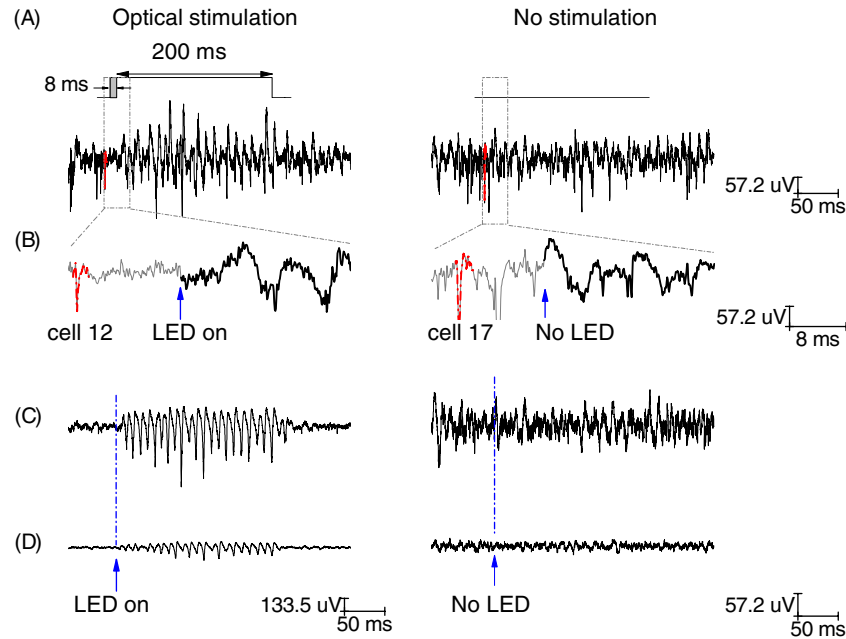 (A)
Optical stimulation
No stimulation
200 ms
8 ms
57.2 uV
50 ms
(B)
cell 12
LED on
cell 17
No LED
57.2 uV
8 ms
(C)
(D)
LED on
133.5 uV
50 ms
No LED
57.2 uV
50 ms